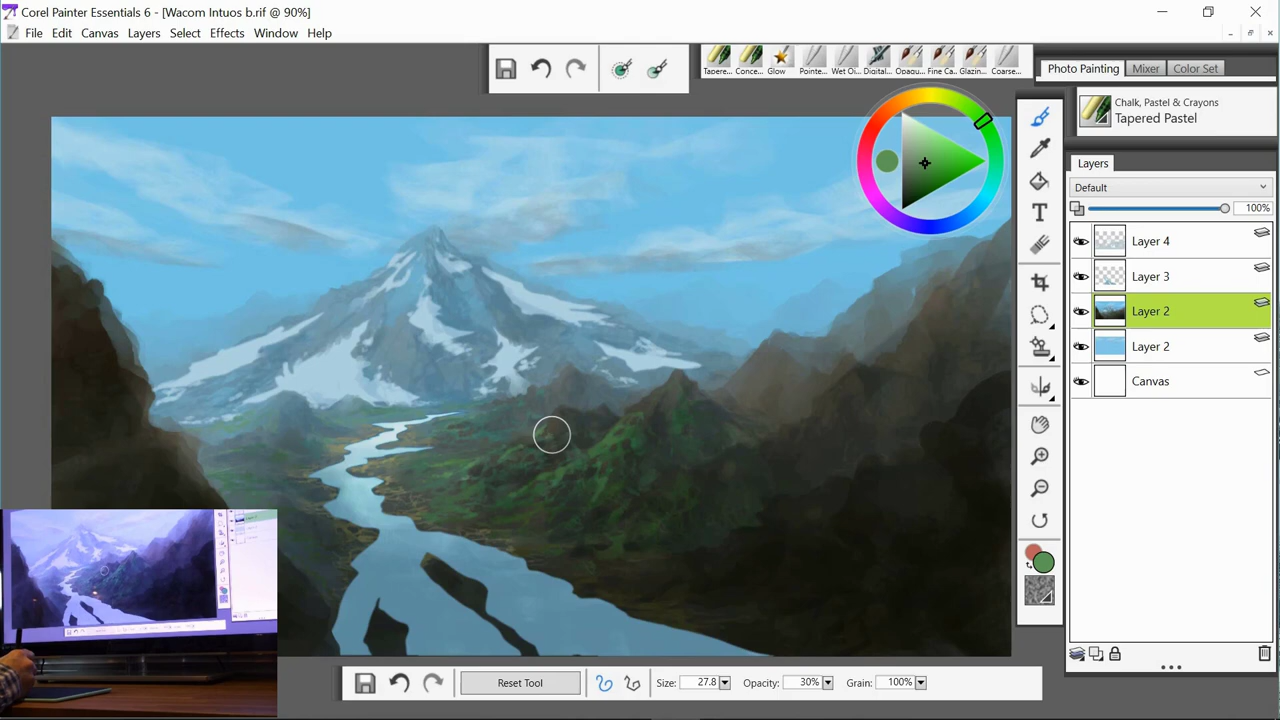 Corel Painter Essentials 6 - [Wacom Intuos b.rif @ 90%]
File Edit Canvas Layers Select Effects Window Help
Tapere... Conce... Glow Pointe... Wet Oi... Digital... Opaqu... Fine Ca... Glazin... Coarse...
Photo Painting Mixer Color Set
Chalk, Pastel & Crayons
Tapered Pastel
Layers
Default
100%
Layer 4
Layer 3
Layer 2
Layer 2
Canvas
Reset Tool Size: 27.8 Opacity: 30% Grain: 100%